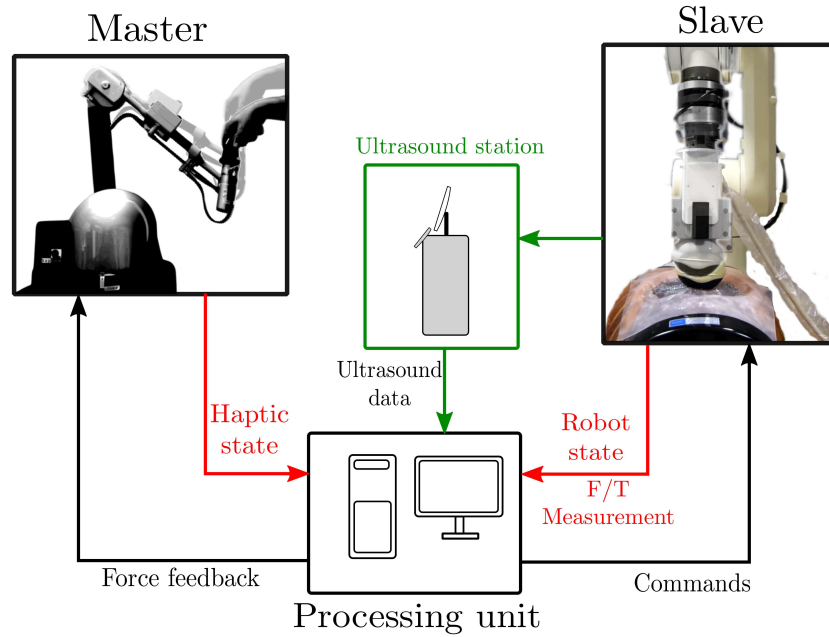 Master
Slave
Ultrasound station
Ultrasound
data
Haptic
state
Robot
state
F/T
Measurement
Force feedback
Commands
Processing unit